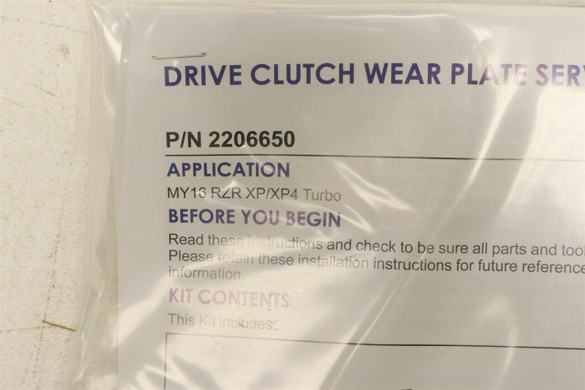 DRIVE CLUTCH WEAR PLATE SER
P/N 2206650
APPLICATION
MY16 RZR XP/XP4 Turbo
BEFORE YOU BEGIN
Read these instructions and check to be sure all parts and tool
Please retain these installation instructions for future reference
information.
KIT CONTENTS
This Kit includes: